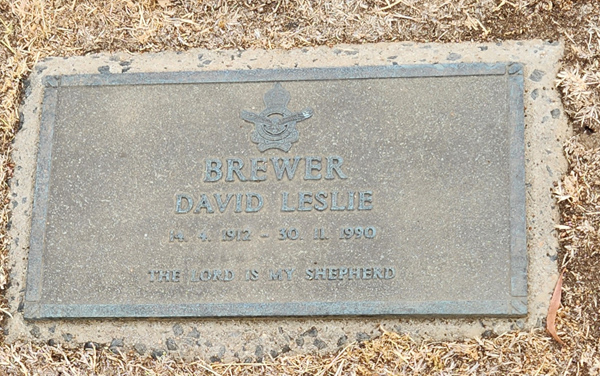 BREWER
DAVID LESLIE
14. 4. 1912 - 30. 11. 1990
THE LORD IS MY SHEPHERD